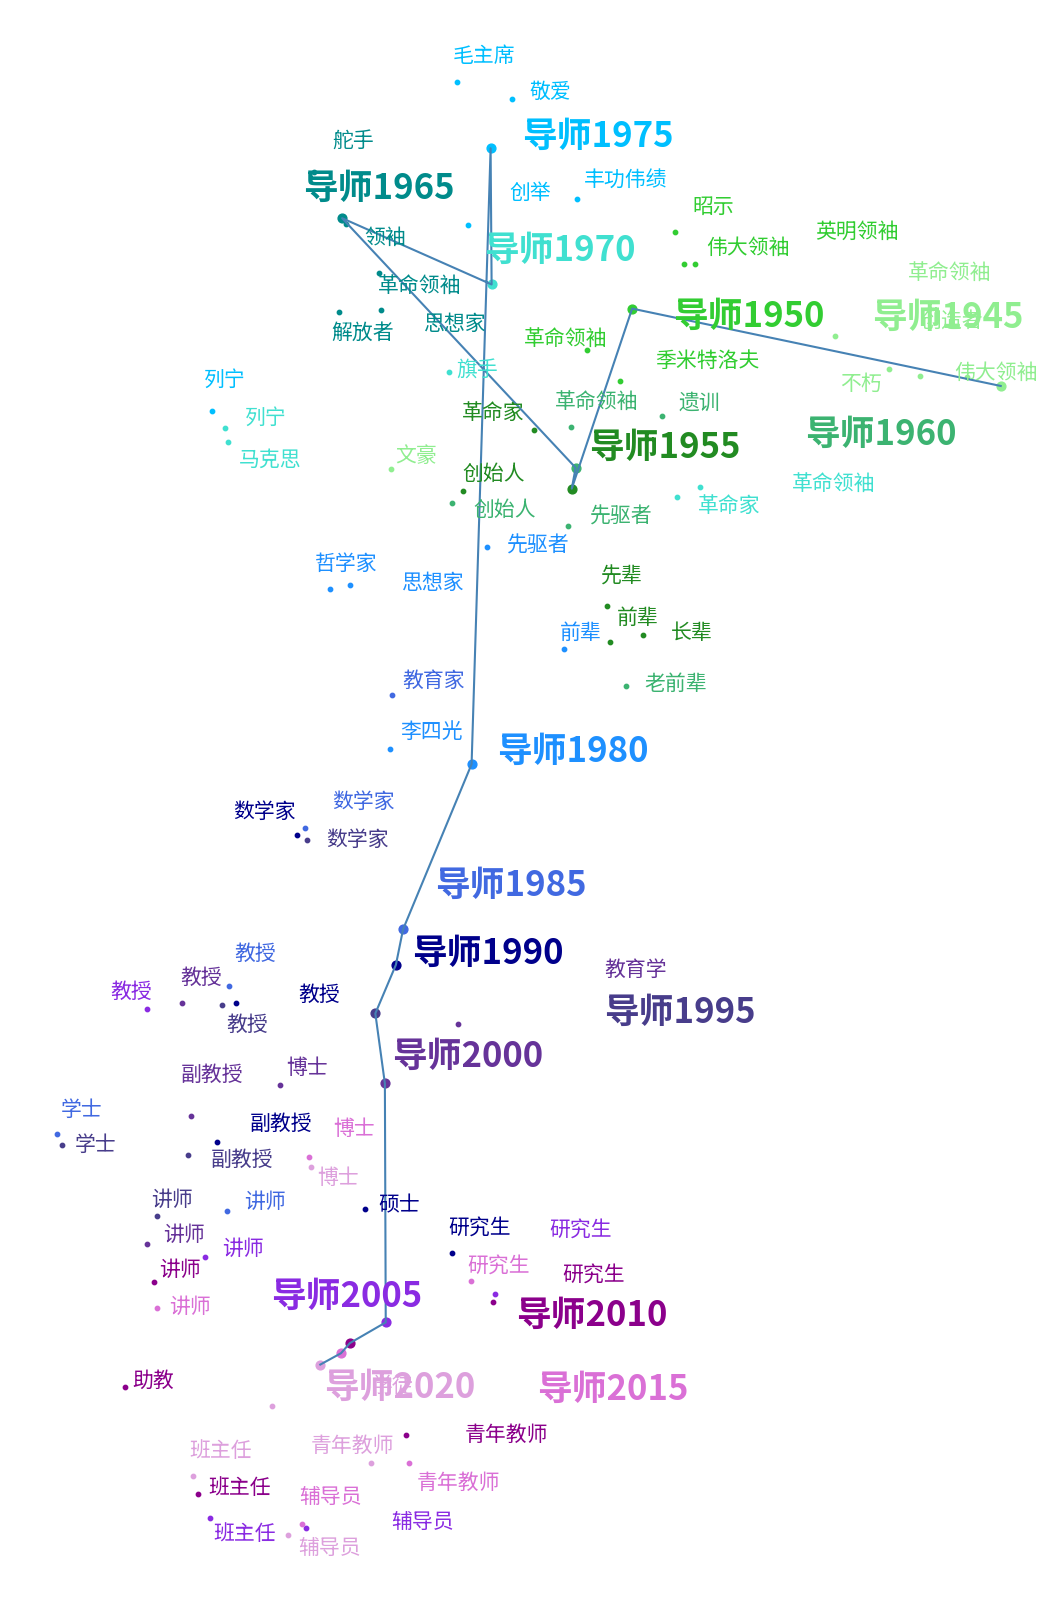 毛主席
敬爱
导师1975
舵手
丰功伟绩
导师1965
创举
昭示
英明领袖
领袖
导师1970
伟大领袖
革命领袖
革命领袖
导师1950
导师1945
思想家
解放者
革命领袖
季米特洛夫
旗手
伟大领袖
列宁
不朽
革命家
革命领袖
遗训
列宁
导师1955
导师1960
文豪
马克思
创始人
革命领袖
革命家
创始人
先驱者
先驱者
哲学家
思想家
先辈
前辈
前辈
长辈
教育家
老前辈
李四光
导师1980
数学家
数学家
数学家
导师1985
教授
导师1990
教授
教授
教授
教育学
教授
导师1995
导师2000
副教授
博士
学士
副教授
博士
学士
副教授
博士
讲师
讲师
硕士
讲师
讲师
研究生
研究生
讲师
研究生
研究生
讲师
导师2005
导师2010
助教
导师2020
导师2015
班主任
青年教师
青年教师
班主任
辅导员
青年教师
班主任
辅导员
辅导员